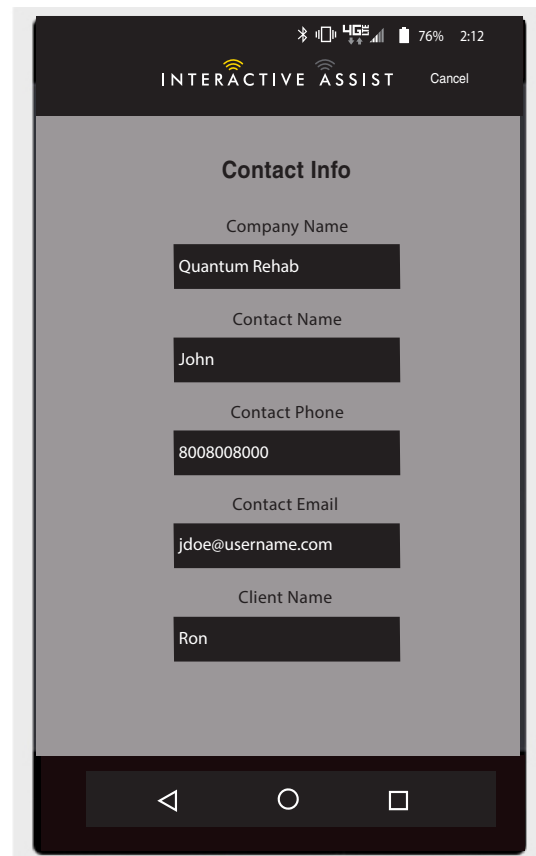 4G 76% 2:12
INTERACTIVE ASSIST Cancel
Contact Info
Company Name
Quantum Rehab
Contact Name
John
Contact Phone
8008008000
Contact Email
jdoe@username.com
Client Name
Ron